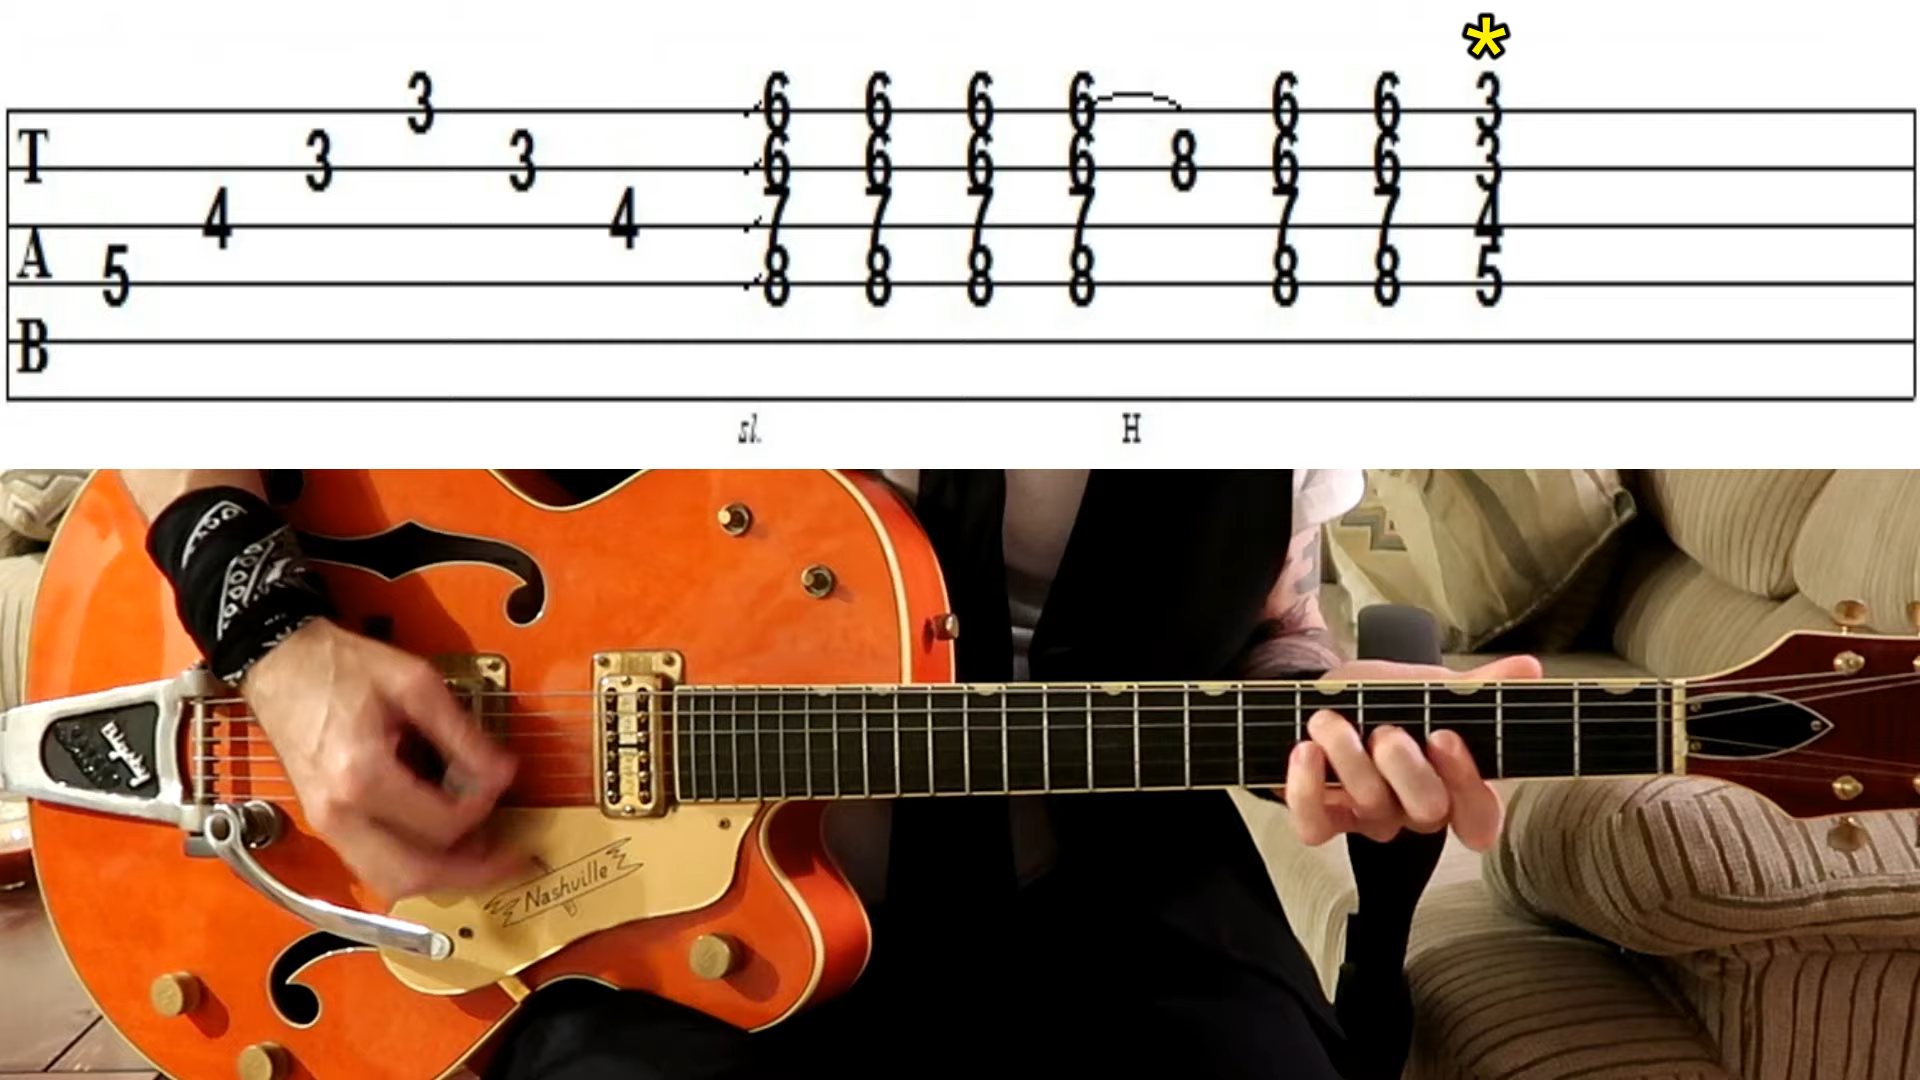 *
3 6 6 6 6 6 6 3
T 3 3 6 6 6 6 8 6 6 3
4 4 7 7 7 7 7 7 4
A 5 8 8 8 8 8 8 5
B
sl. H
Bigsby
Nashville